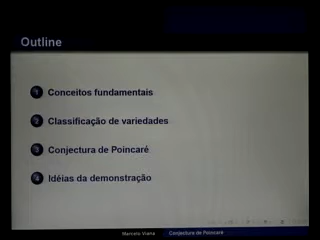 Outline
1 Conceitos fundamentais
2 Classificação de variedades
3 Conjectura de Poincaré
4 Idéias da demonstração
Marcelo Viana Conjectura de Poincaré